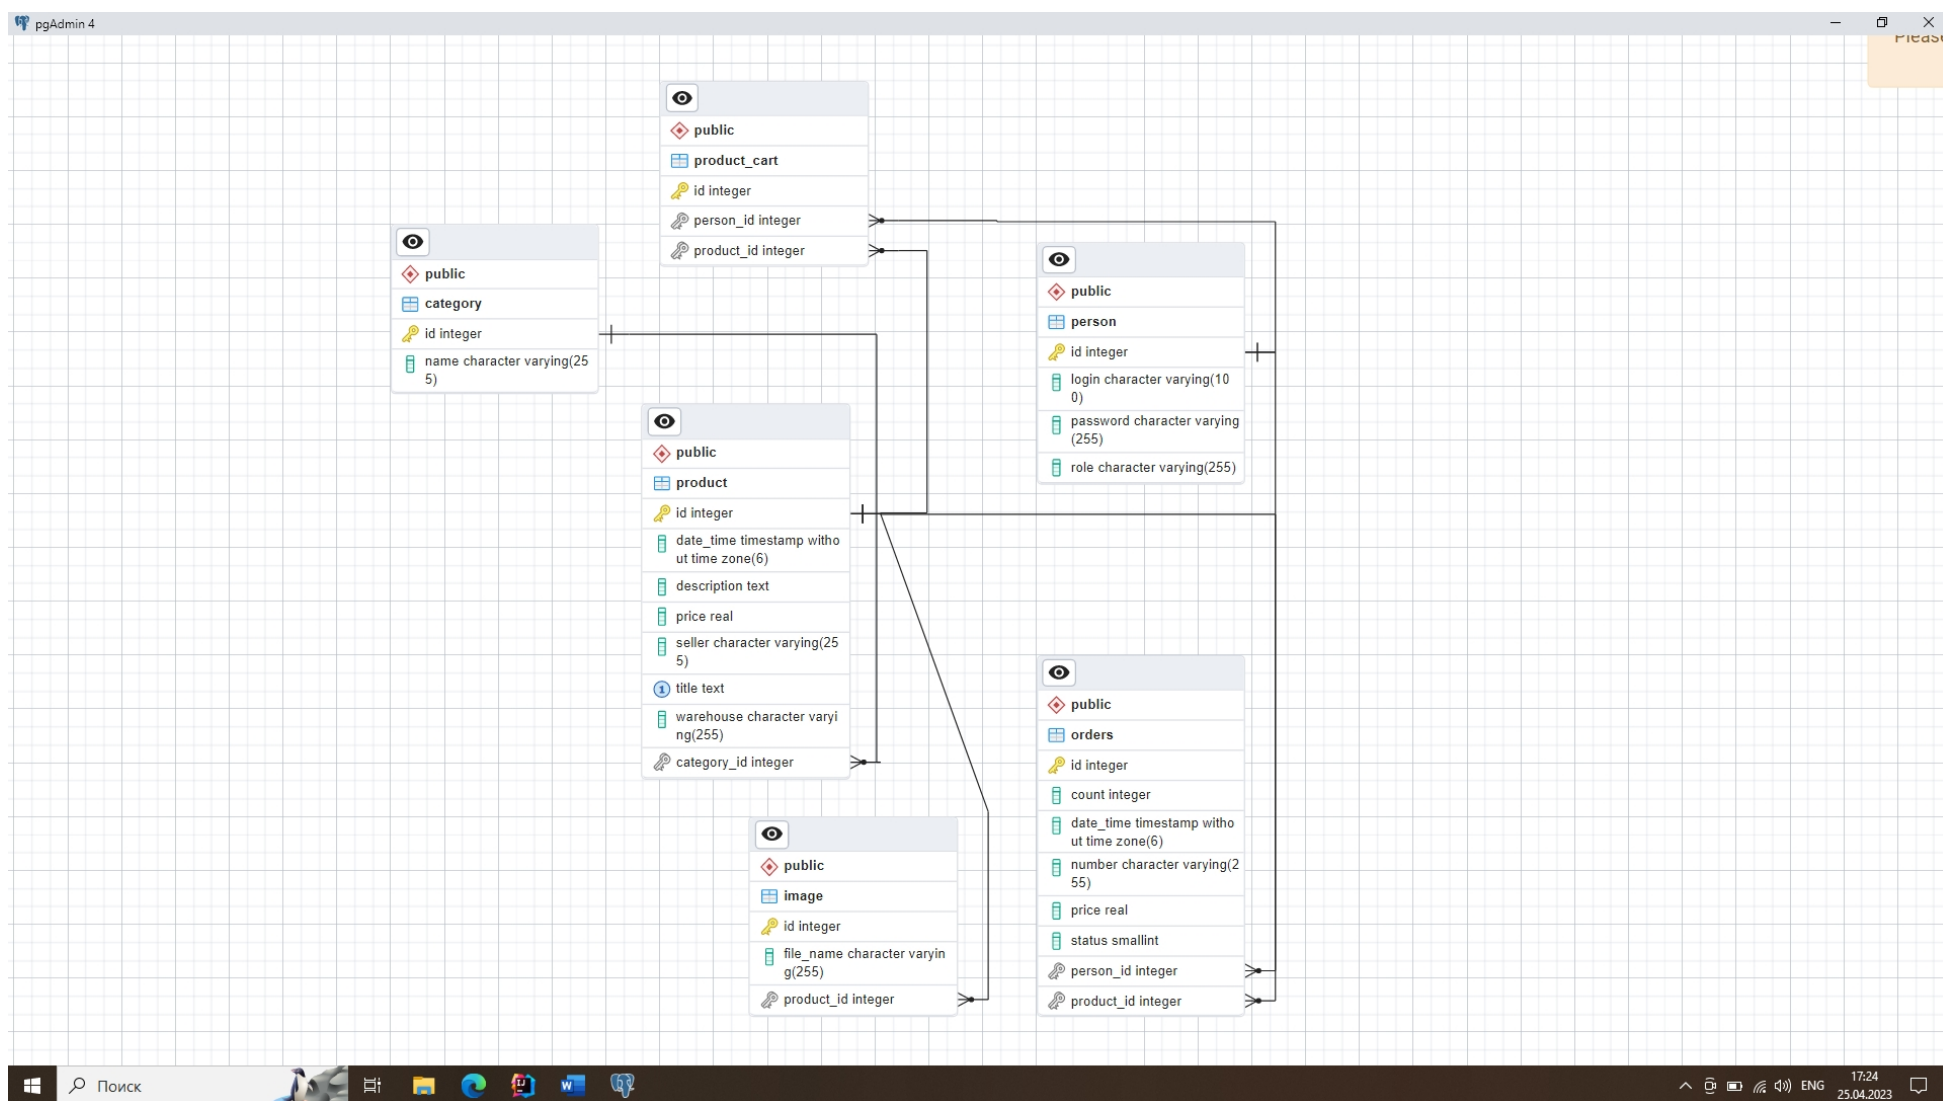 pgAdmin 4
Please
public
product_cart
id integer
person_id integer
product_id integer
public
category
id integer
name character varying(25
5)
public
person
id integer
login character varying(10
0)
password character varying
(255)
role character varying(255)
public
product
id integer
date_time timestamp witho
ut time zone(6)
description text
price real
seller character varying(25
5)
1 title text
warehouse character varyi
ng(255)
category_id integer
public
orders
id integer
count integer
date_time timestamp witho
ut time zone(6)
number character varying(2
55)
price real
status smallint
person_id integer
product_id integer
public
image
id integer
file_name character varyin
g(255)
product_id integer
Поиск
ENG
17:24
25.04.2023